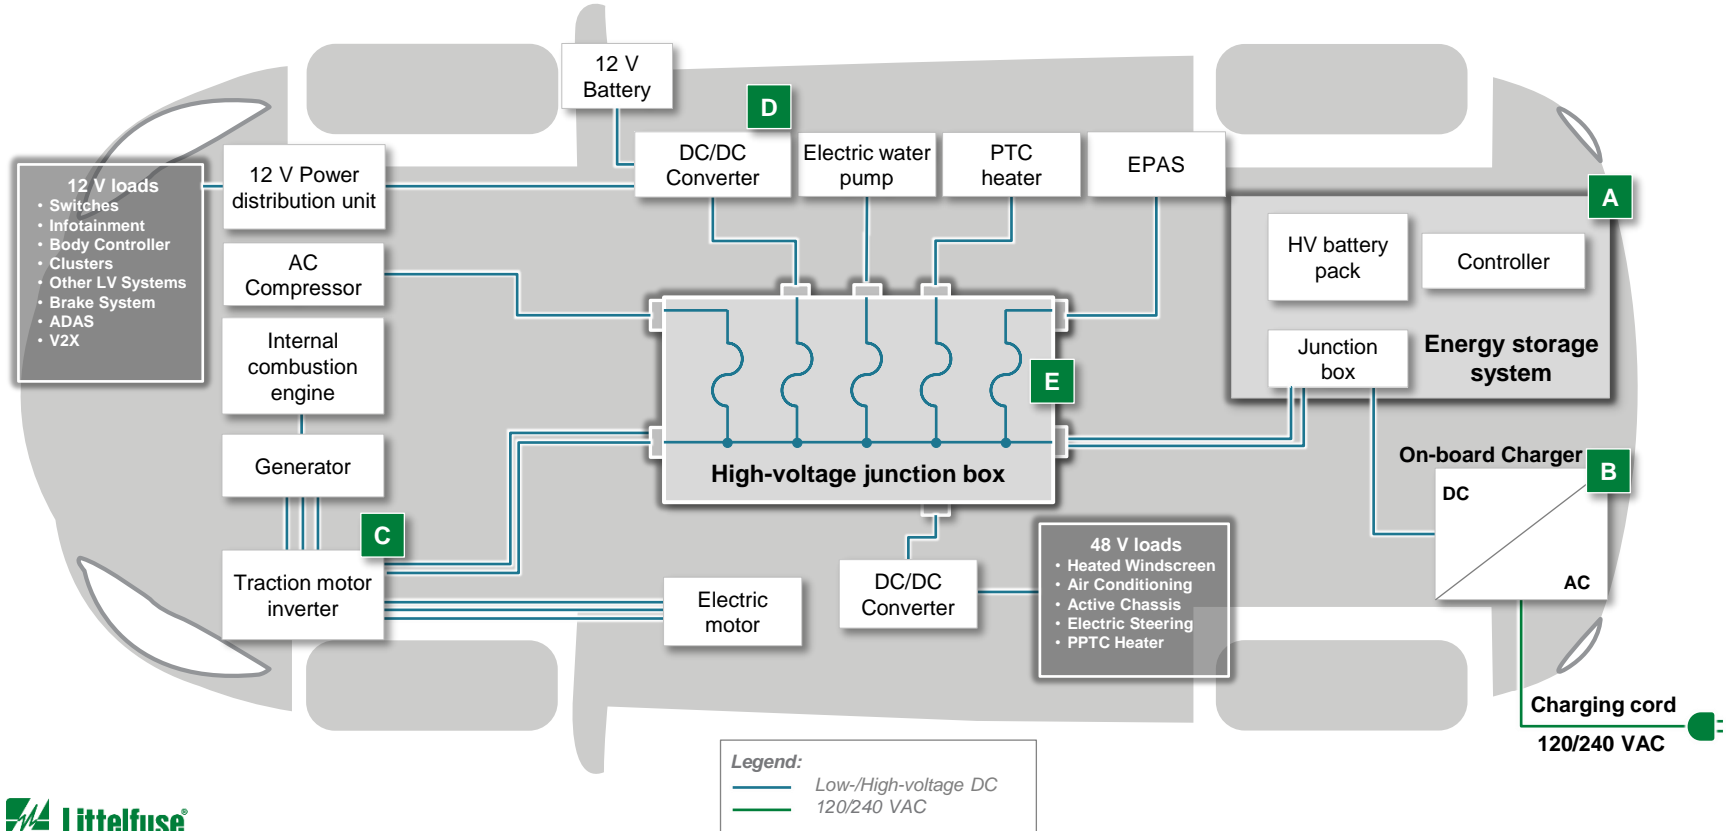 12 V
Battery
D
DC/DC
Converter
Electric water
pump
PTC
heater
EPAS
12 V Power
distribution unit
12 V loads
• Switches
• Infotainment
• Body Controller
• Clusters
• Other LV Systems
• Brake System
• ADAS
• V2X
A
HV battery
pack
Controller
Junction
box
Energy storage
system
AC
Compressor
Internal
combustion
engine
Generator
E
High-voltage junction box
On-board Charger
B
DC
AC
C
Traction motor
inverter
Electric
motor
DC/DC
Converter
48 V loads
• Heated Windscreen
• Air Conditioning
• Active Chassis
• Electric Steering
• PPTC Heater
Charging cord
120/240 VAC
Legend:
Low-/High-voltage DC
120/240 VAC
Littelfuse®